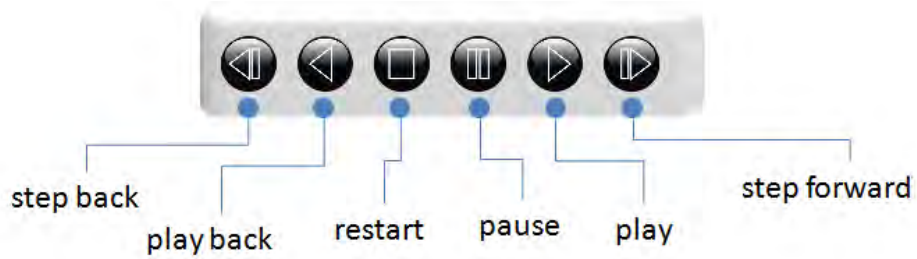 step back
play back
restart
pause
play
step forward